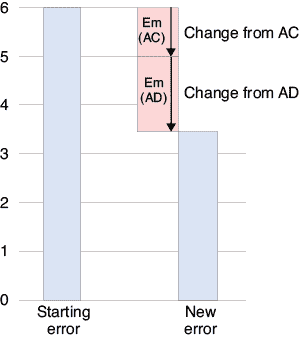 6
Em
(AC)
Change from AC
5
Em
(AD)
Change from AD
4
3
2
1
0
Starting
error
New
error